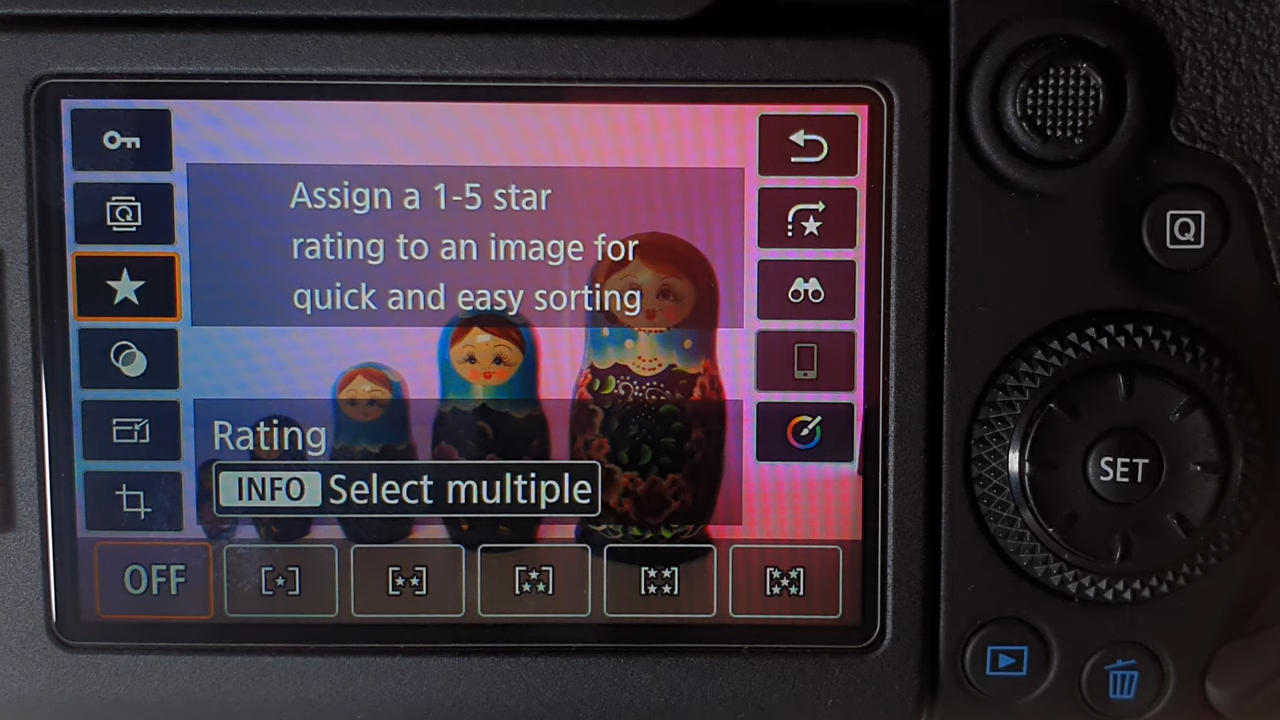 Assign a 1-5 star
rating to an image for
quick and easy sorting
Rating
INFO Select multiple
OFF
Q
SET